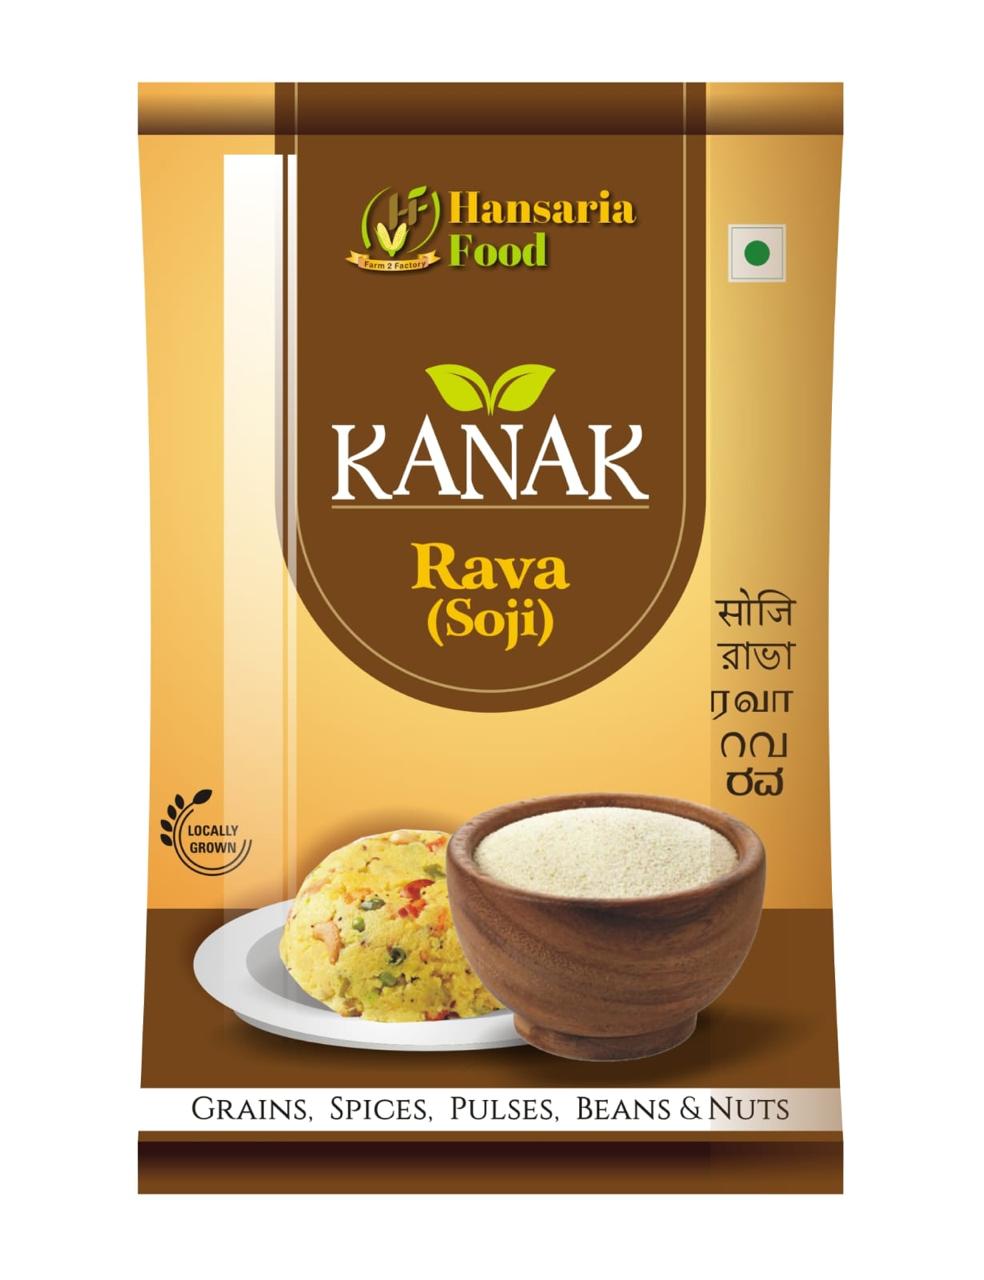 Hansaria
Food
Farm 2 Factory
KANAK
Rava
(Soji)
सोजि
রাভা
ரவா
റവ
ರವ
LOCALLY
GROWN
GRAINS, SPICES, PULSES, BEANS & NUTS